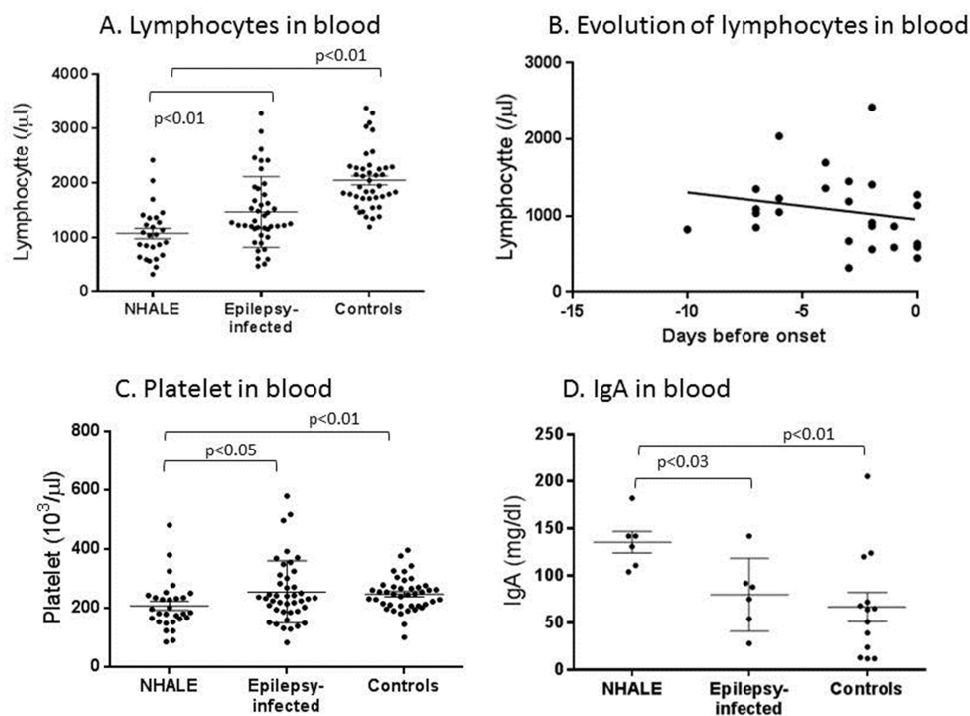 A. Lymphocytes in blood
p<0.01
p<0.01
Lymphocytte (/µl)
4000
3000
2000
1000
0
NHALE
Epilepsy-
infected
Controls
B. Evolution of lymphocytes in blood
Lymphocytes (/µl)
3000
2000
1000
0
-15
-10
-5
0
Days before onset
C. Platelet in blood
p<0.01
p<0.05
Platelet (10³/µl)
800
600
400
200
0
NHALE
Epilepsy-
infected
Controls
D. IgA in blood
p<0.01
p<0.03
IgA (mg/dl)
250
200
150
100
50
0
NHALE
Epilepsy-
infected
Controls